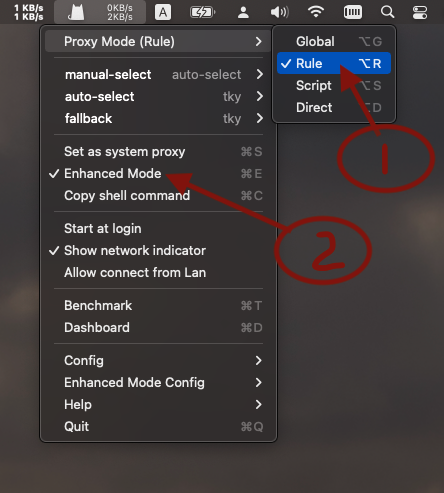 1 KB/s 0KB/s A
1 KB/s 2KB/s
Proxy Mode (Rule)
Global ⌥G
Rule ⌥R
Script ⌥S
Direct ⌥D
manual-select auto-select
auto-select tky
fallback tky
1
Set as system proxy ⌘S
Enhanced Mode ⌘E
Copy shell command ⌘C
2
Start at login
Show network indicator
Allow connect from Lan
Benchmark ⌘T
Dashboard ⌘D
Config
Enhanced Mode Config
Help
Quit ⌘Q